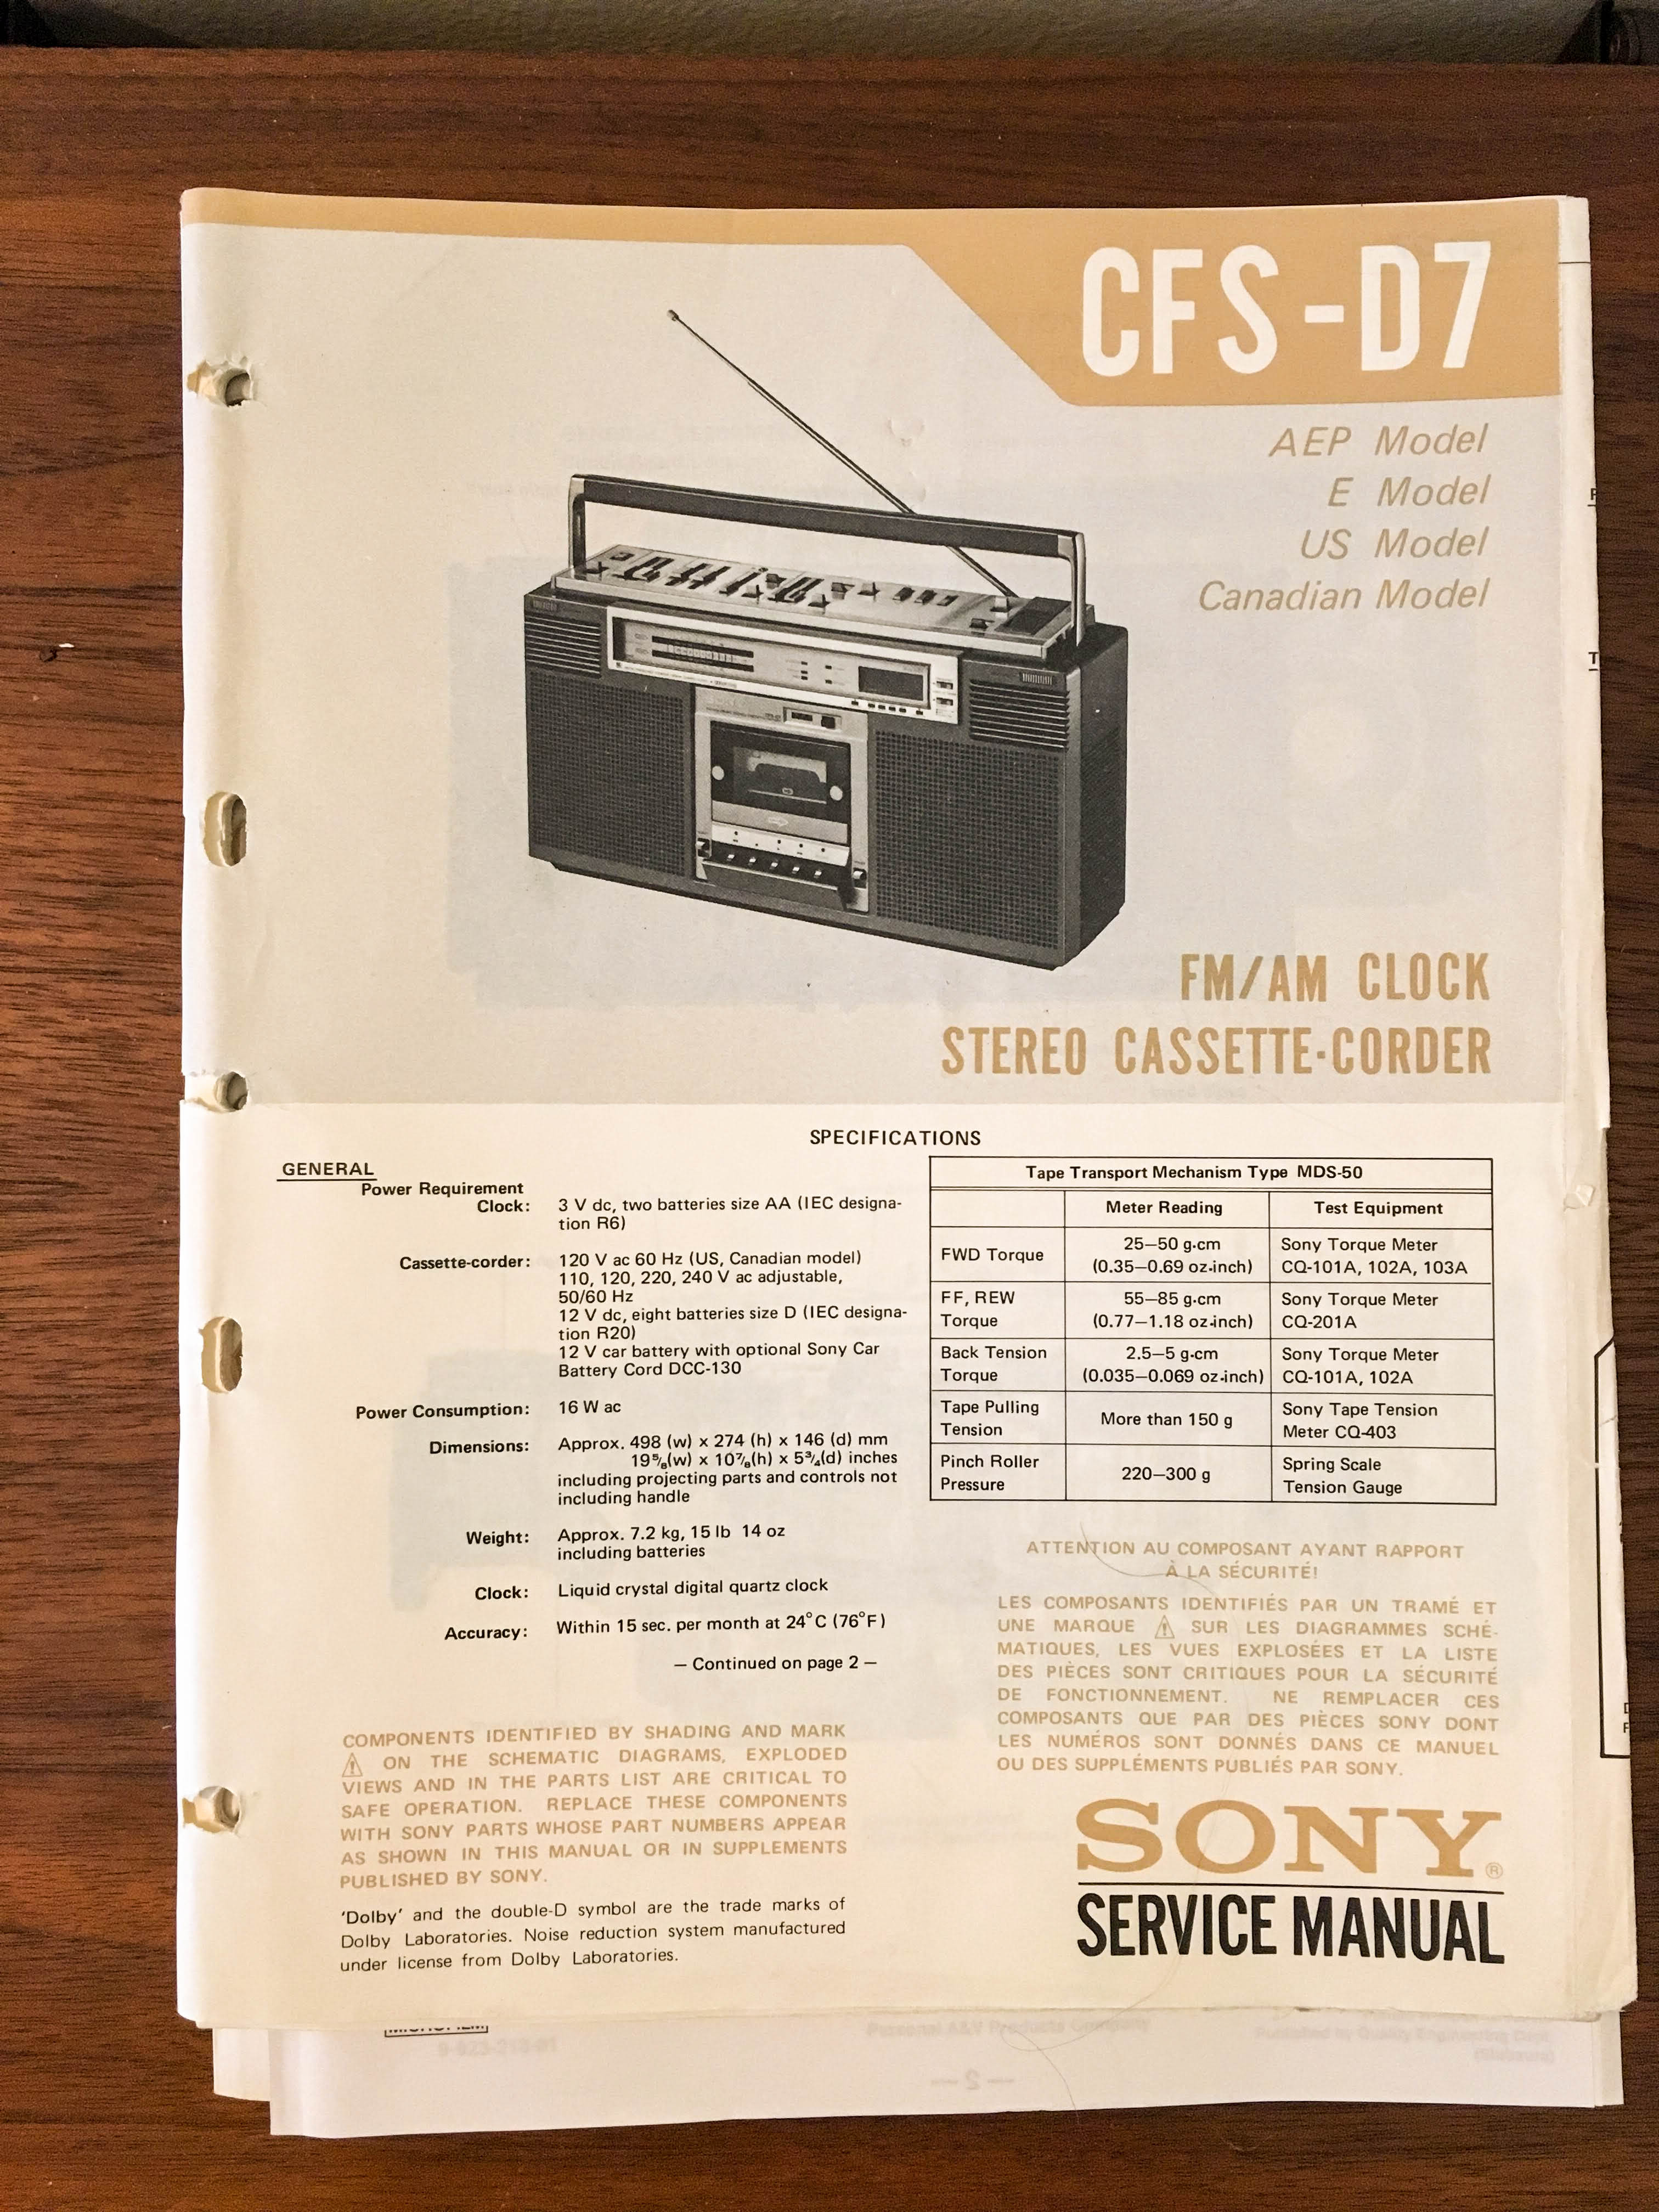 CFS-D7
AEP Model
E Model
US Model
Canadian Model
FM/AM CLOCK
STEREO CASSETTE-CORDER
SPECIFICATIONS
GENERAL
Power Requirement
Clock: 3 V dc, two batteries size AA (IEC designa-
tion R6)
Cassette-corder: 120 V ac 60 Hz (US, Canadian model)
110, 120, 220, 240 V ac adjustable,
50/60 Hz
12 V dc, eight batteries size D (IEC designa-
tion R20)
12 V car battery with optional Sony Car
Battery Cord DCC-130
Power Consumption: 16 W ac
Dimensions: Approx. 498 (w) x 274 (h) x 146 (d) mm
19⅝(w) x 10⅞(h) x 5¾(d) inches
including projecting parts and controls not
including handle
Weight: Approx. 7.2 kg, 15 lb 14 oz
including batteries
Clock: Liquid crystal digital quartz clock
Accuracy: Within 15 sec. per month at 24°C (76°F)
— Continued on page 2 —
COMPONENTS IDENTIFIED BY SHADING AND MARK
⚠ ON THE SCHEMATIC DIAGRAMS, EXPLODED
VIEWS AND IN THE PARTS LIST ARE CRITICAL TO
SAFE OPERATION. REPLACE THESE COMPONENTS
WITH SONY PARTS WHOSE PART NUMBERS APPEAR
AS SHOWN IN THIS MANUAL OR IN SUPPLEMENTS
PUBLISHED BY SONY.
'Dolby' and the double-D symbol are the trade marks of
Dolby Laboratories. Noise reduction system manufactured
under license from Dolby Laboratories.
Tape Transport Mechanism Type MDS-50
Meter Reading Test Equipment
FWD Torque 25—50 g·cm Sony Torque Meter
(0.35—0.69 oz·inch) CQ-101A, 102A, 103A
FF, REW 55—85 g·cm Sony Torque Meter
Torque (0.77—1.18 oz·inch) CQ-201A
Back Tension 2.5—5 g·cm Sony Torque Meter
Torque (0.035—0.069 oz·inch) CQ-101A, 102A
Tape Pulling More than 150 g Sony Tape Tension
Tension Meter CQ-403
Pinch Roller 220—300 g Spring Scale
Pressure Tension Gauge
ATTENTION AU COMPOSANT AYANT RAPPORT
À LA SÉCURITÉ!
LES COMPOSANTS IDENTIFIÉS PAR UN TRAMÉ ET
UNE MARQUE ⚠ SUR LES DIAGRAMMES SCHÉ-
MATIQUES, LES VUES EXPLOSÉES ET LA LISTE
DES PIÈCES SONT CRITIQUES POUR LA SÉCURITÉ
DE FONCTIONNEMENT. NE REMPLACER CES
COMPOSANTS QUE PAR DES PIÈCES SONY DONT
LES NUMÉROS SONT DONNÉS DANS CE MANUEL
OU DES SUPPLÉMENTS PUBLIÉS PAR SONY.
SONY®
SERVICE MANUAL